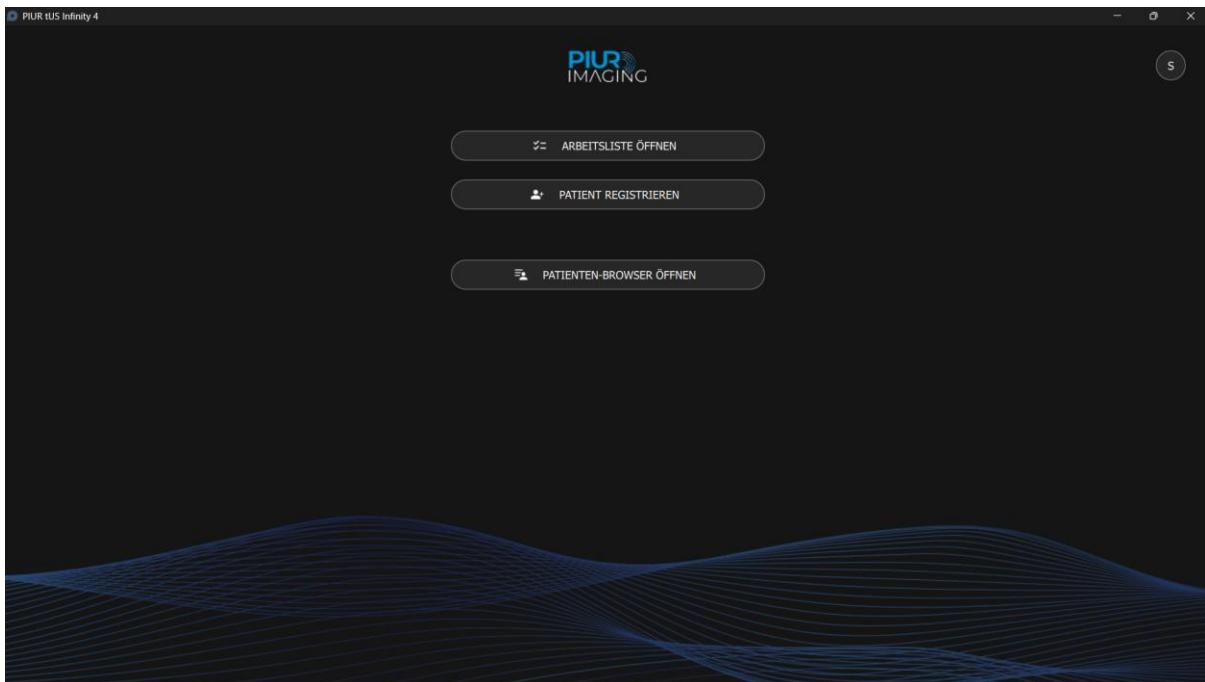 PIUR tUS Infinity 4
PIUR
IMAGING
S
ARBEITSLISTE ÖFFNEN
PATIENT REGISTRIEREN
PATIENTEN-BROWSER ÖFFNEN